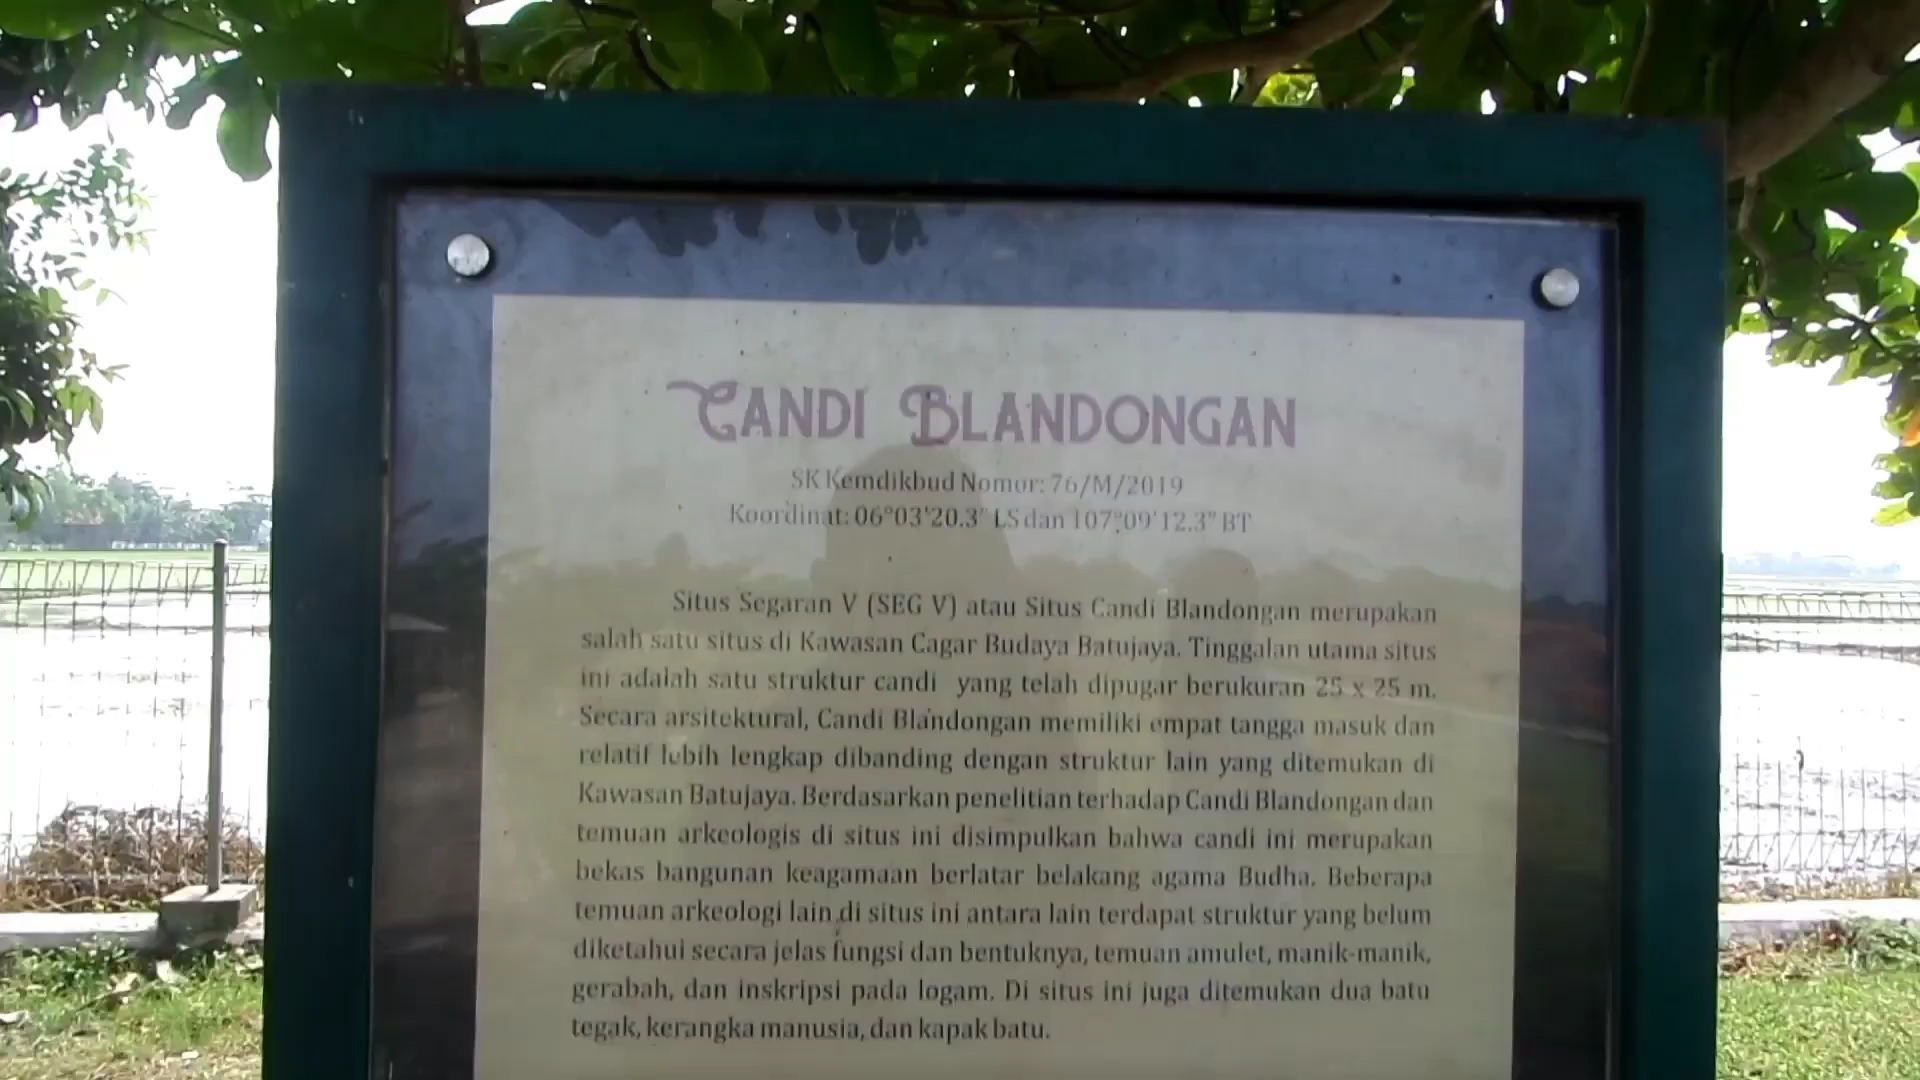 CANDI BLANDONGAN
SK Kemdikbud Nomor: 76/M/2019
Koordinat: 06°03'20.3" LS dan 107°09'12.3" BT
Situs Segaran V (SEG V) atau Situs Candi Blandongan merupakan
salah satu situs di Kawasan Cagar Budaya Batujaya. Tinggalan utama situs
ini adalah satu struktur candi yang telah dipugar berukuran 25 x 25 m.
Secara arsitektural, Candi Blandongan memiliki empat tangga masuk dan
relatif lebih lengkap dibanding dengan struktur lain yang ditemukan di
Kawasan Batujaya. Berdasarkan penelitian terhadap Candi Blandongan dan
temuan arkeologis di situs ini disimpulkan bahwa candi ini merupakan
bekas bangunan keagamaan berlatar belakang agama Budha. Beberapa
temuan arkeologi lain di situs ini antara lain terdapat struktur yang belum
diketahui secara jelas fungsi dan bentuknya, temuan amulet, manik-manik,
gerabah, dan inskripsi pada logam. Di situs ini juga ditemukan dua batu
tegak, kerangka manusia, dan kapak batu.